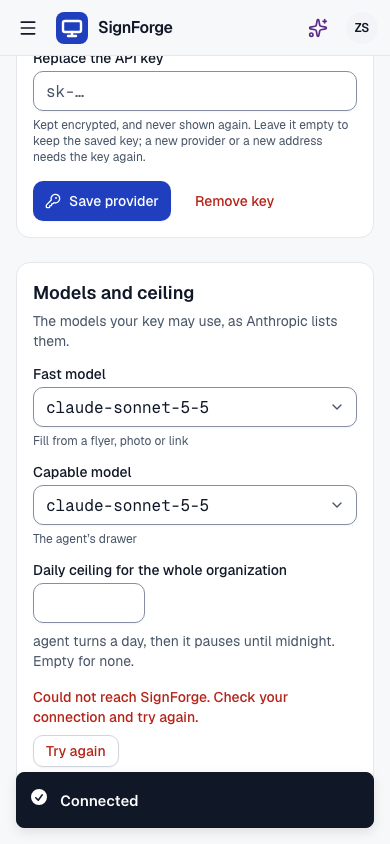 SignForge
ZS
Replace the API key
sk-…
Kept encrypted, and never shown again. Leave it empty to
keep the saved key; a new provider or a new address
needs the key again.
Save provider
Remove key
Models and ceiling
The models your key may use, as Anthropic lists
them.
Fast model
claude-sonnet-5-5
Fill from a flyer, photo or link
Capable model
claude-sonnet-5-5
The agent's drawer
Daily ceiling for the whole organization
agent turns a day, then it pauses until midnight.
Empty for none.
Could not reach SignForge. Check your
connection and try again.
Try again
Connected